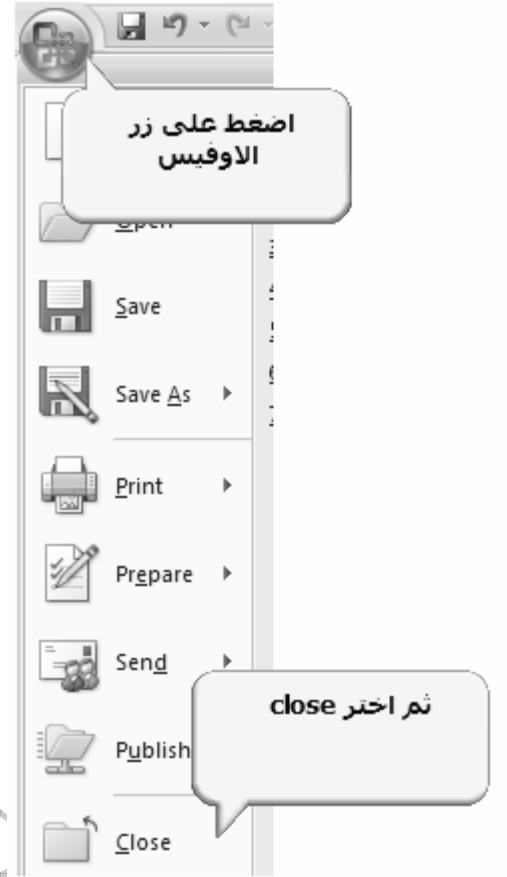 اضغط على زر
الاوفيس
Open
Save
Save As
Print
Prepare
Send
ثم اختر close
Publish
Close